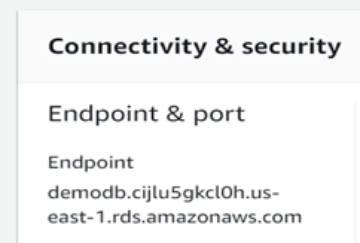 Connectivity & security
Endpoint & port
Endpoint
demodb.cijlu5gkcl0h.us-
east-1.rds.amazonaws.com